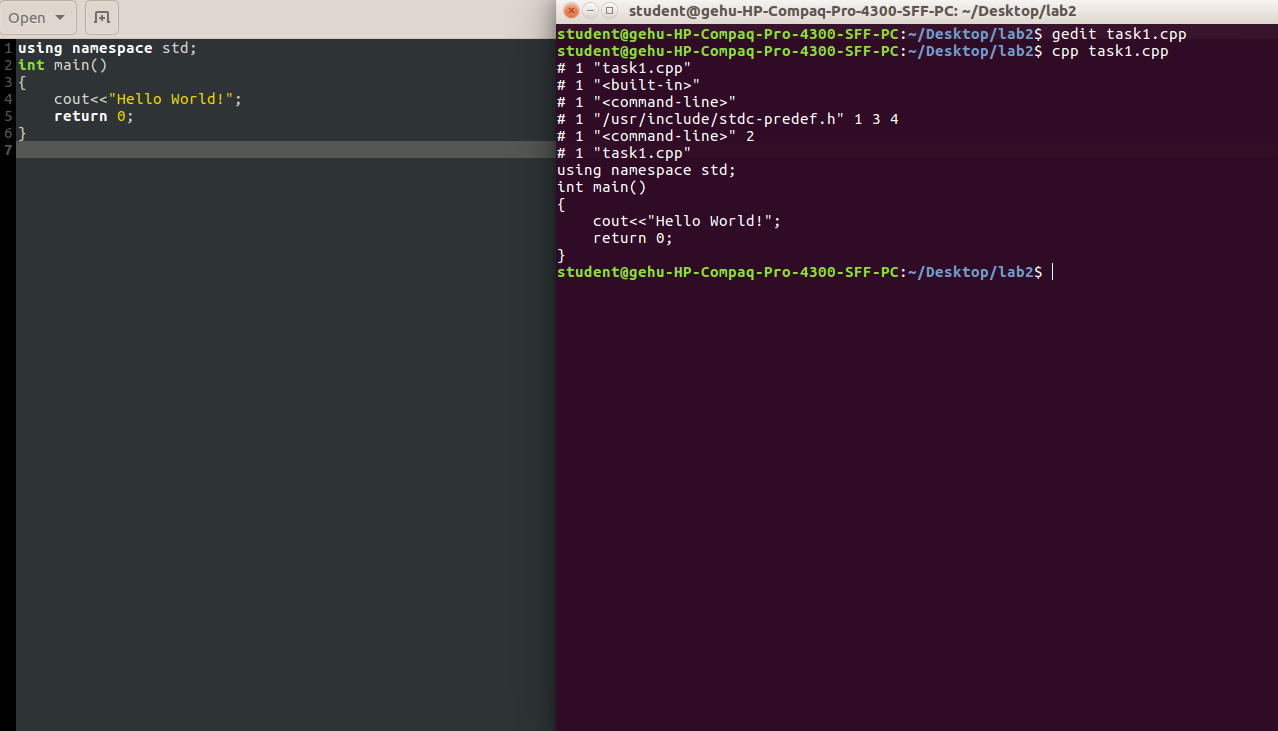 Open
1 using namespace std;
2 int main()
3 {
4     cout<<"Hello World!";
5     return 0;
6 }
7
student@gehu-HP-Compaq-Pro-4300-SFF-PC: ~/Desktop/lab2
student@gehu-HP-Compaq-Pro-4300-SFF-PC:~/Desktop/lab2$ gedit task1.cpp
student@gehu-HP-Compaq-Pro-4300-SFF-PC:~/Desktop/lab2$ cpp task1.cpp
# 1 "task1.cpp"
# 1 "<built-in>"
# 1 "<command-line>"
# 1 "/usr/include/stdc-predef.h" 1 3 4
# 1 "<command-line>" 2
# 1 "task1.cpp"
using namespace std;
int main()
{
    cout<<"Hello World!";
    return 0;
}
student@gehu-HP-Compaq-Pro-4300-SFF-PC:~/Desktop/lab2$